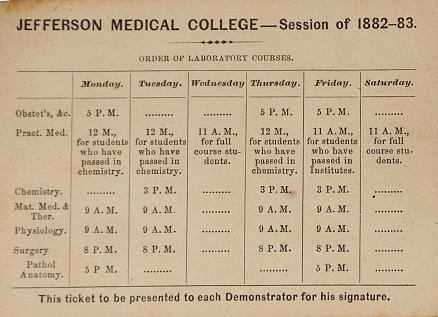 JEFFERSON MEDICAL COLLEGE—Session of 1882–83.
ORDER OF LABORATORY COURSES.
Monday. Tuesday. Wednesday Thursday. Friday. Saturday.
Obstet's, &c. 5 P. M. ......... ......... 5 P. M. 5 P. M. .........
Pract. Med. 12 M., 12 M., 11 A. M., 12 M., 11 A. M., 11 A. M.,
for students for students for full for students for students for full
who have who have course stu- who have who have course stu-
passed in passed in dents. passed in passed in dents.
chemistry. chemistry. chemistry. Institutes.
Chemistry. ......... 3 P. M. ......... 3 P. M. 3 P. M. .........
Mat. Med. &
Ther. 9 A. M. 9 A. M. ......... 9 A. M. 9 A. M. .........
Physiology. 9 A. M. 9 A. M. ......... 9 A. M. 9 A. M. .........
Surgery 8 P. M. 8 P. M. ......... 8 P. M. 8 P. M. .........
Pathol
Anatomy. 5 P M. ......... ......... ......... 5 P. M. .........
This ticket to be presented to each Demonstrator for his signature.